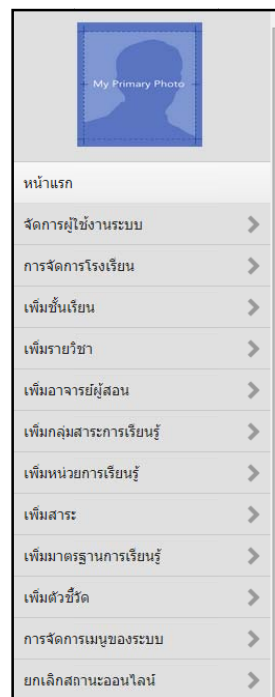 My Primary Photo
หน้าแรก
จัดการผู้ใช้งานระบบ
การจัดการโรงเรียน
เพิ่มชั้นเรียน
เพิ่มรายวิชา
เพิ่มอาจารย์ผู้สอน
เพิ่มกลุ่มสาระการเรียนรู้
เพิ่มหน่วยการเรียนรู้
เพิ่มสาระ
เพิ่มมาตรฐานการเรียนรู้
เพิ่มตัวชี้วัด
การจัดการเมนูของระบบ
ยกเลิกสถานะออนไลน์